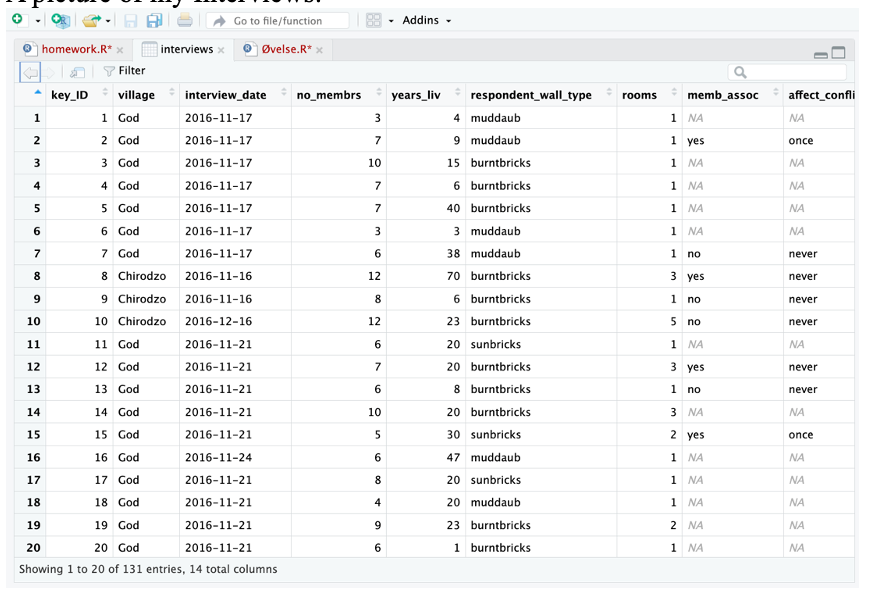 A picture of my Interviews:
Go to file/function Addins
homework.R* interviews Øvelse.R*
Filter
key_ID village interview_date no_membrs years_liv respondent_wall_type rooms memb_assoc affect_confli
1 1 God 2016-11-17 3 4 muddaub 1 NA NA
2 2 God 2016-11-17 7 9 muddaub 1 yes once
3 3 God 2016-11-17 10 15 burntbricks 1 NA NA
4 4 God 2016-11-17 7 6 burntbricks 1 NA NA
5 5 God 2016-11-17 7 40 burntbricks 1 NA NA
6 6 God 2016-11-17 3 3 muddaub 1 NA NA
7 7 God 2016-11-17 6 38 muddaub 1 no never
8 8 Chirodzo 2016-11-16 12 70 burntbricks 3 yes never
9 9 Chirodzo 2016-11-16 8 6 burntbricks 1 no never
10 10 Chirodzo 2016-12-16 12 23 burntbricks 5 no never
11 11 God 2016-11-21 6 20 sunbricks 1 NA NA
12 12 God 2016-11-21 7 20 burntbricks 3 yes never
13 13 God 2016-11-21 6 8 burntbricks 1 no never
14 14 God 2016-11-21 10 20 burntbricks 3 NA NA
15 15 God 2016-11-21 5 30 sunbricks 2 yes once
16 16 God 2016-11-24 6 47 muddaub 1 NA NA
17 17 God 2016-11-21 8 20 sunbricks 1 NA NA
18 18 God 2016-11-21 4 20 muddaub 1 NA NA
19 19 God 2016-11-21 9 23 burntbricks 2 NA NA
20 20 God 2016-11-21 6 1 burntbricks 1 NA NA
Showing 1 to 20 of 131 entries, 14 total columns